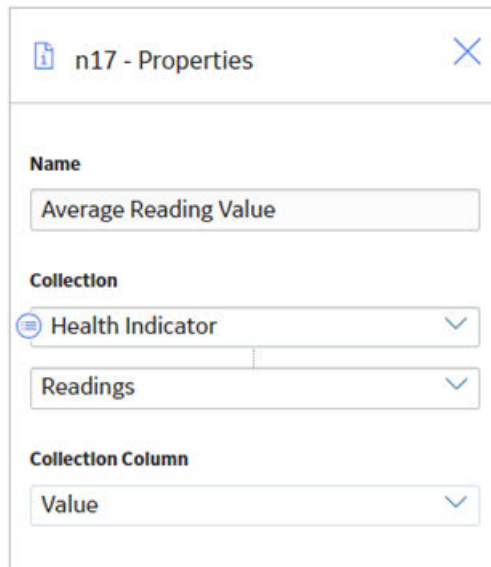 n17 - Properties
Name
Average Reading Value
Collection
Health Indicator
Readings
Collection Column
Value